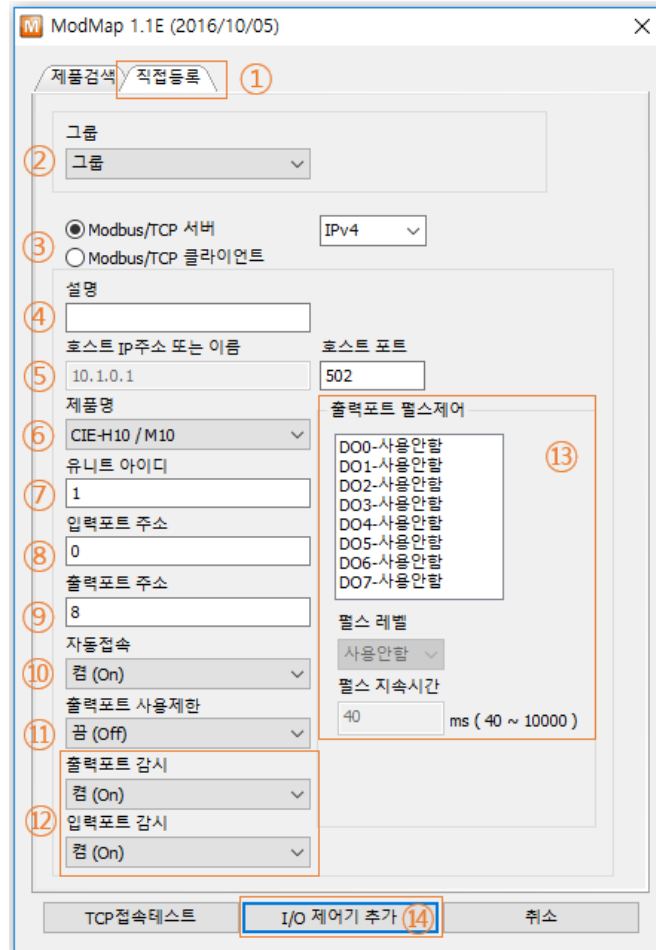 ModMap 1.1E (2016/10/05)
제품검색 직접등록 ①
그룹
② 그룹
③ Modbus/TCP 서버 IPv4
Modbus/TCP 클라이언트
설명
④
호스트 IP주소 또는 이름 호스트 포트
⑤ 10.1.0.1 502
제품명
⑥ CIE-H10 / M10
유니트 아이디
⑦ 1
입력포트 주소
⑧ 0
출력포트 주소
⑨ 8
자동접속
⑩ 켬 (On)
출력포트 사용제한
⑪ 끔 (Off)
⑫ 출력포트 감시
켬 (On)
입력포트 감시
켬 (On)
출력포트 펄스제어
⑬
DO0-사용안함
DO1-사용안함
DO2-사용안함
DO3-사용안함
DO4-사용안함
DO5-사용안함
DO6-사용안함
DO7-사용안함
펄스 레벨
사용안함
펄스 지속시간
40 ms ( 40 ~ 10000 )
TCP접속테스트 I/O 제어기 추가 ⑭ 취소